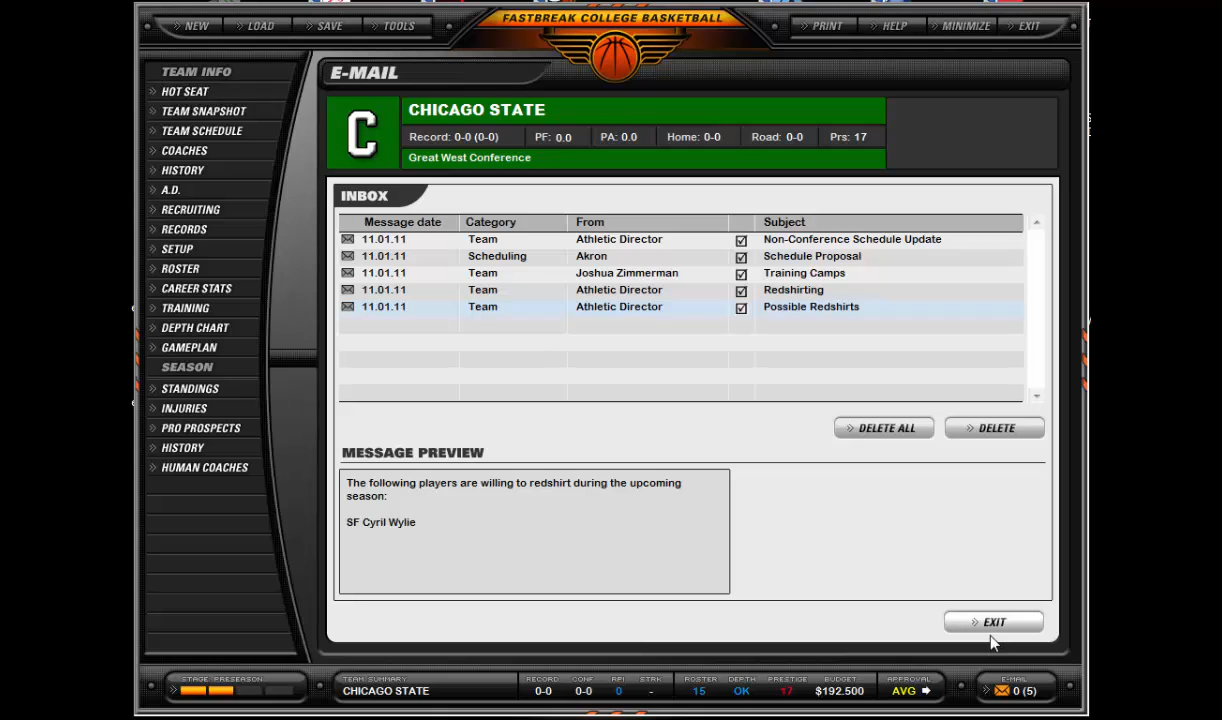 FASTBREAK COLLEGE BASKETBALL
NEW LOAD SAVE TOOLS PRINT HELP MINIMIZE EXIT
TEAM INFO
HOT SEAT
TEAM SNAPSHOT
TEAM SCHEDULE
COACHES
HISTORY
A.D.
RECRUITING
RECORDS
SETUP
ROSTER
CAREER STATS
TRAINING
DEPTH CHART
GAMEPLAN
SEASON
STANDINGS
INJURIES
PRO PROSPECTS
HISTORY
HUMAN COACHES
E-MAIL
C
CHICAGO STATE
Record: 0-0 (0-0) PF: 0.0 PA: 0.0 Home: 0-0 Road: 0-0 Prs: 17
Great West Conference
INBOX
Message date Category From Subject
11.01.11 Team Athletic Director Non-Conference Schedule Update
11.01.11 Scheduling Akron Schedule Proposal
11.01.11 Team Joshua Zimmerman Training Camps
11.01.11 Team Athletic Director Redshirting
11.01.11 Team Athletic Director Possible Redshirts
DELETE ALL DELETE
MESSAGE PREVIEW
The following players are willing to redshirt during the upcoming
season:
SF Cyril Wylie
EXIT
STAGE: PRESEASON
TEAM SUMMARY RECORD CONF RPI STRK ROSTER DEPTH PRESTIGE BUDGET APPROVAL E-MAIL
CHICAGO STATE 0-0 0-0 0 - 15 OK 17 $192.500 AVG 0 (5)